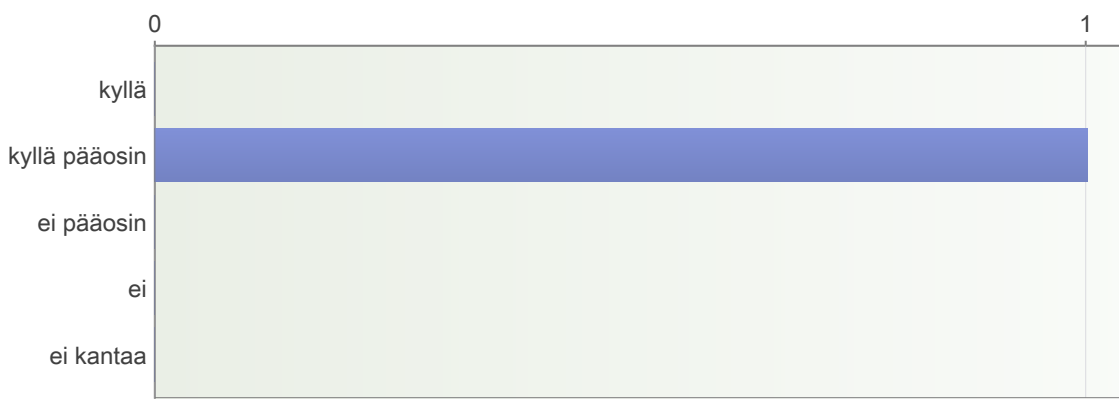 0 1
kyllä
kyllä pääosin
ei pääosin
ei
ei kantaa